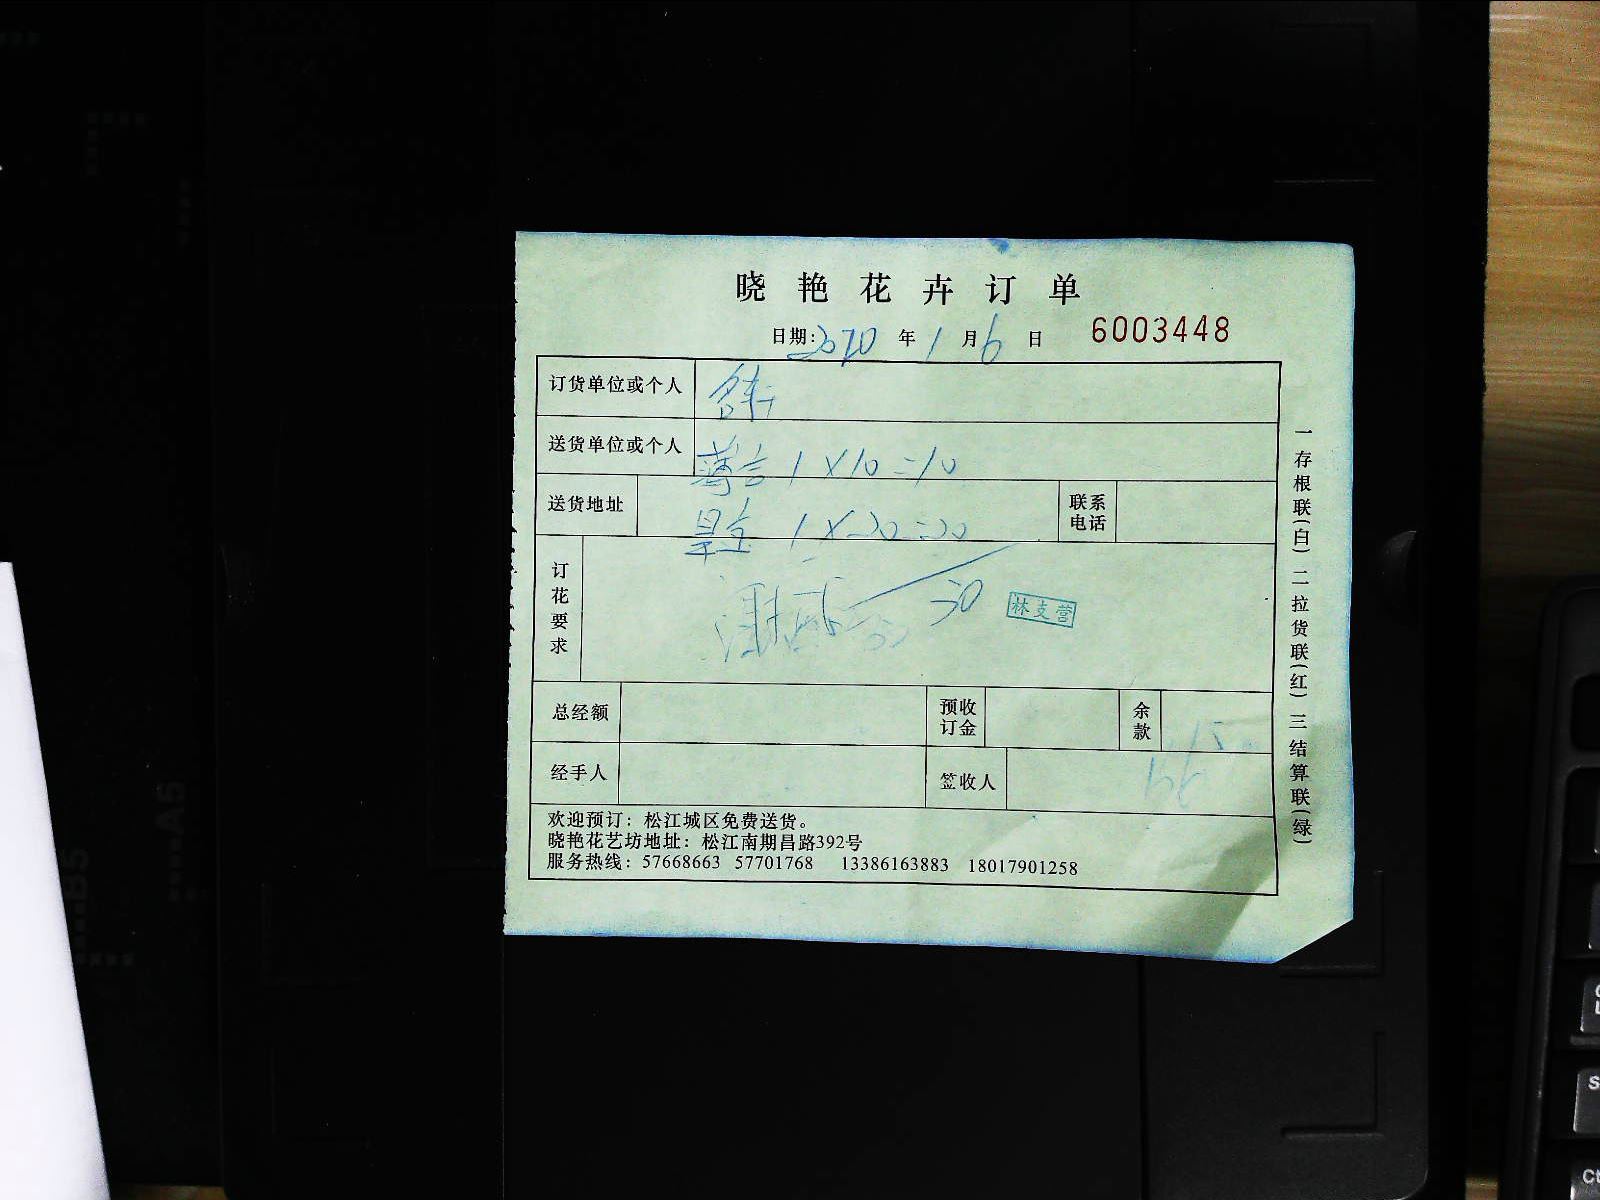 晓艳花卉订单
日期:2020年1月6日 6003448
订货单位或个人
送货单位或个人 1×10=10
送货地址 1×20=20 联系电话
订花要求 30 林支营
总经额 预收订金 余款
经手人 签收人
欢迎预订：松江城区免费送货。
晓艳花艺坊地址：松江南期昌路392号
服务热线：57668663 57701768 13386163883 18017901258
一存根联(白)二拉货联(红)三结算联(绿)
B5
A5